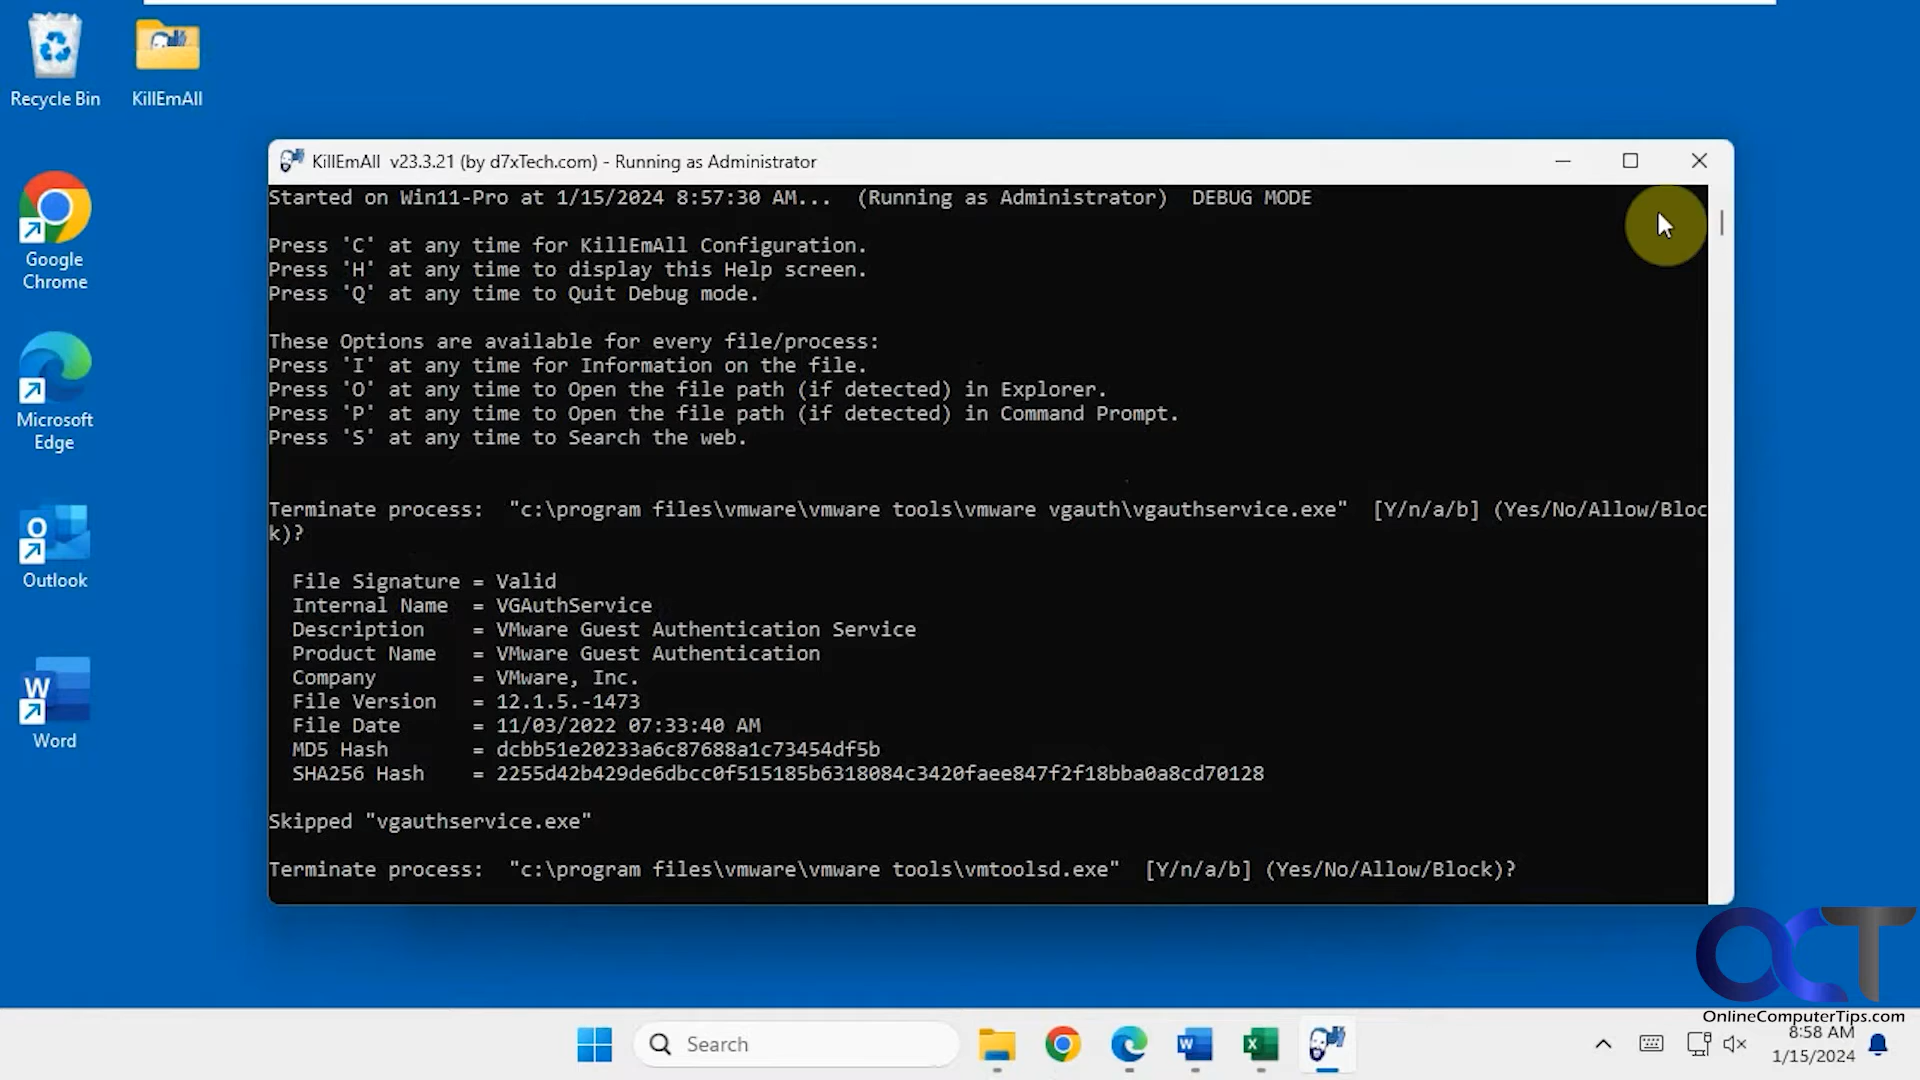 Recycle Bin
KillEmAll
Google
Chrome
Microsoft
Edge
Outlook
Word
KillEmAll v23.3.21 (by d7xTech.com) - Running as Administrator
Started on Win11-Pro at 1/15/2024 8:57:30 AM... (Running as Administrator) DEBUG MODE
Press 'C' at any time for KillEmAll Configuration.
Press 'H' at any time to display this Help screen.
Press 'Q' at any time to Quit Debug mode.
These Options are available for every file/process:
Press 'I' at any time for Information on the file.
Press 'O' at any time to Open the file path (if detected) in Explorer.
Press 'P' at any time to Open the file path (if detected) in Command Prompt.
Press 'S' at any time to Search the web.
Terminate process: "c:\program files\vmware\vmware tools\vmware vgauth\vgauthservice.exe" [Y/n/a/b] (Yes/No/Allow/Bloc
k)?
File Signature = Valid
Internal Name = VGAuthService
Description = VMware Guest Authentication Service
Product Name = VMware Guest Authentication
Company = VMware, Inc.
File Version = 12.1.5.-1473
File Date = 11/03/2022 07:33:40 AM
MD5 Hash = dcbb51e20233a6c87688a1c73454df5b
SHA256 Hash = 2255d42b429de6dbcc0f515185b6318084c3420faee847f2f18bba0a8cd70128
Skipped "vgauthservice.exe"
Terminate process: "c:\program files\vmware\vmware tools\vmtoolsd.exe" [Y/n/a/b] (Yes/No/Allow/Block)?
OCT
OnlineComputerTips.com
Search
8:58 AM
1/15/2024